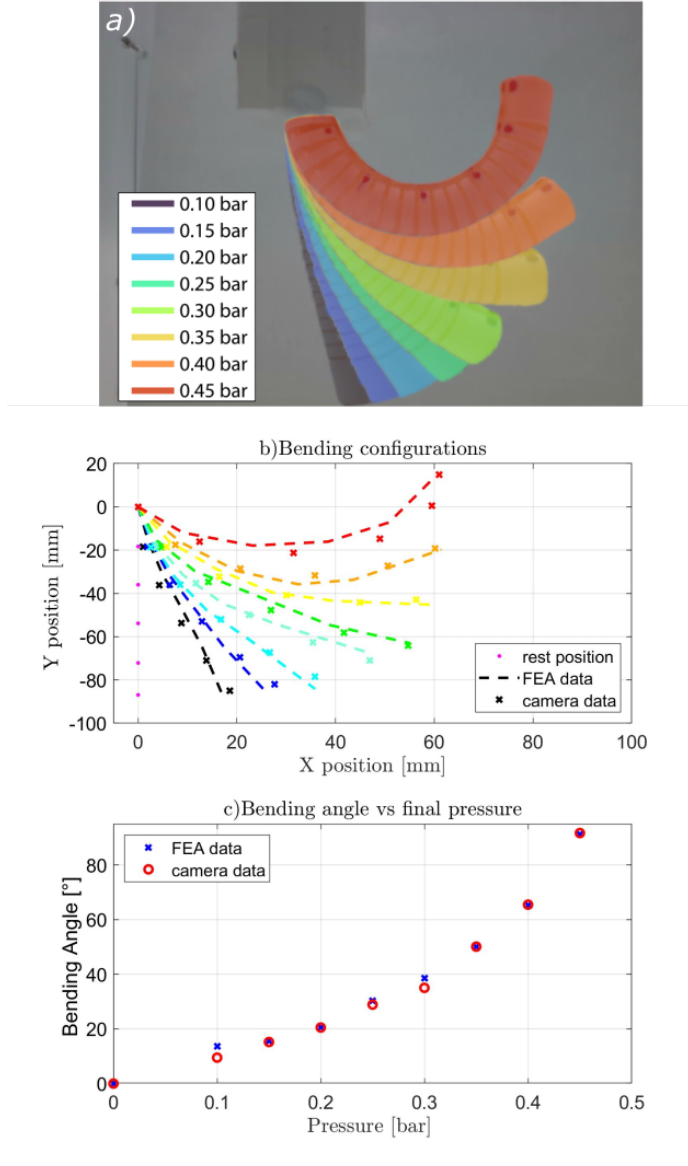 a)
0.10 bar
0.15 bar
0.20 bar
0.25 bar
0.30 bar
0.35 bar
0.40 bar
0.45 bar
b)Bending configurations
20
0
-20
-40
-60
-80
-100
Y position [mm]
rest position
FEA data
camera data
0 20 40 60 80 100
X position [mm]
c)Bending angle vs final pressure
FEA data
camera data
80
60
40
20
0
Bending Angle [°]
0 0.1 0.2 0.3 0.4 0.5
Pressure [bar]